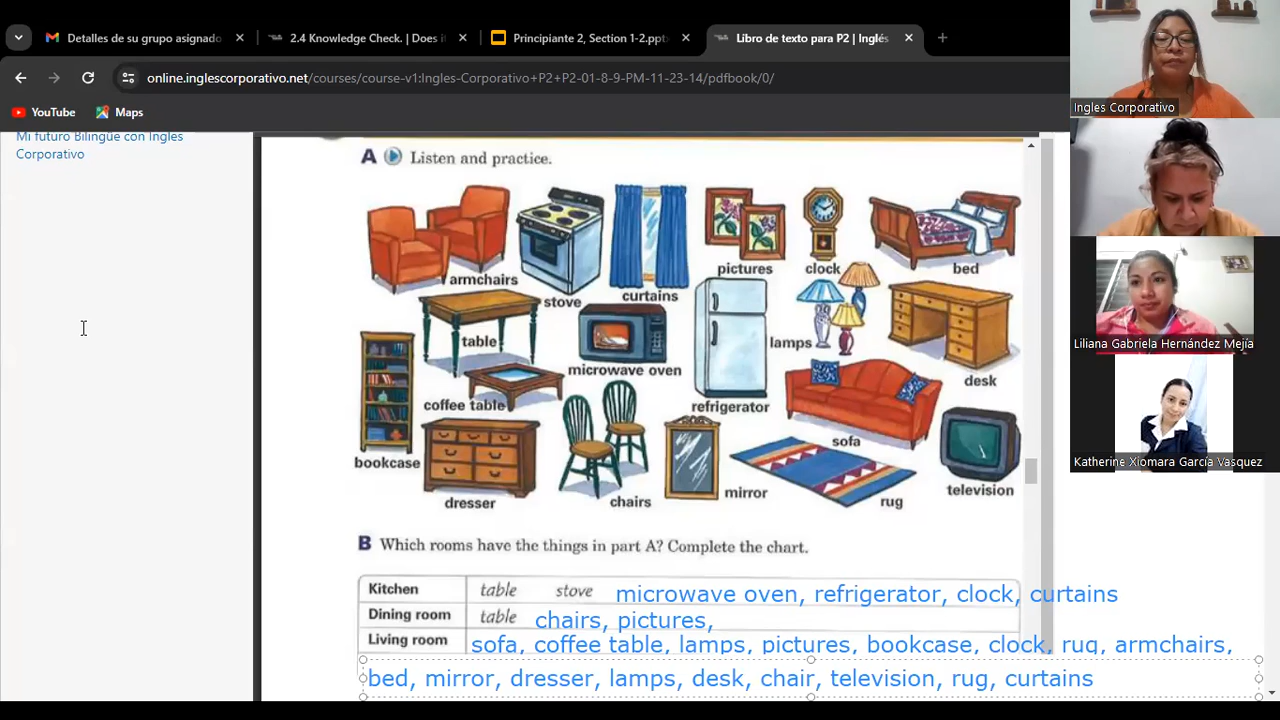 Detalles de su grupo asignado
2.4 Knowledge Check. | Does i
Principiante 2, Section 1-2.ppt
Libro de texto para P2 | Inglés
online.inglescorporativo.net/courses/course-v1:Ingles-Corporativo+P2+P2-01-8-9-PM-11-23-14/pdfbook/0/
YouTube
Maps
Mi futuro Bilingüe con Ingles
Corporativo
A Listen and practice.
armchairs
stove
curtains
pictures
clock
bed
table
microwave oven
refrigerator
lamps
desk
coffee table
bookcase
dresser
chairs
mirror
sofa
rug
television
B Which rooms have the things in part A? Complete the chart.
Kitchen table stove microwave oven, refrigerator, clock, curtains
Dining room table chairs, pictures,
Living room sofa, coffee table, lamps, pictures, bookcase, clock, rug, armchairs,
bed, mirror, dresser, lamps, desk, chair, television, rug, curtains
Ingles Corporativo
Liliana Gabriela Hernández Mejía
Katherine Xiomara García Vasquez